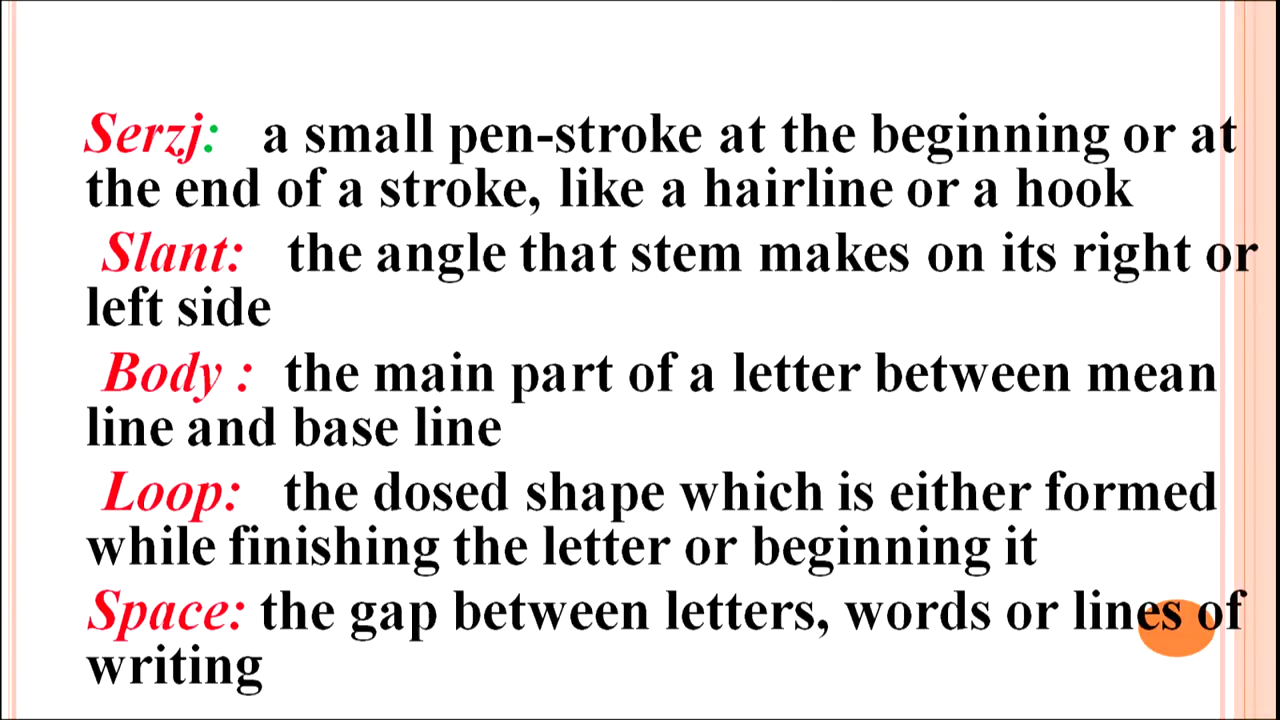 Serzj: a small pen-stroke at the beginning or at
the end of a stroke, like a hairline or a hook
Slant: the angle that stem makes on its right or
left side
Body : the main part of a letter between mean
line and base line
Loop: the dosed shape which is either formed
while finishing the letter or beginning it
Space: the gap between letters, words or lines of
writing